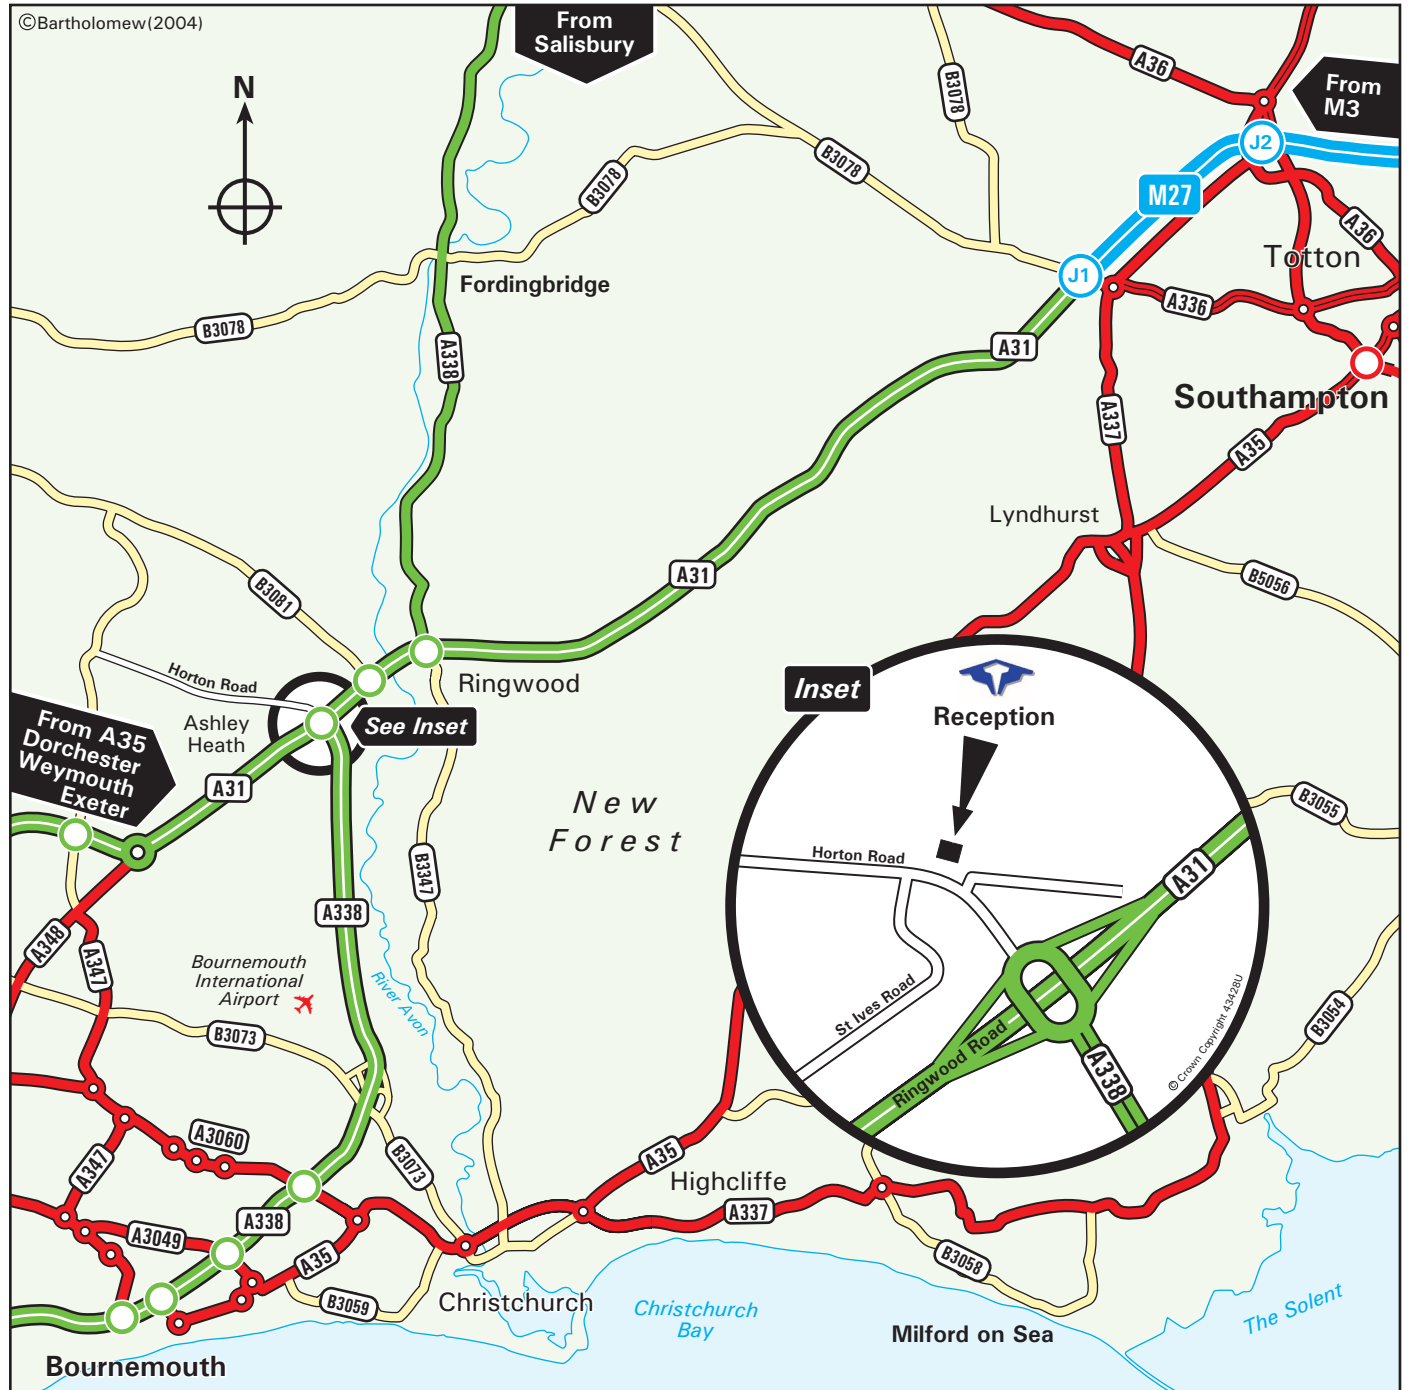 ©Bartholomew(2004)
From
Salisbury
N
A36
B3078
From
M3
J2
B3078
B3078
M27
A36
Totton
J1
Fordingbridge
A336
B3078
A338
A31
Southampton
A337
A35
Lyndhurst
A31
B3081
B5056
Horton Road
Ringwood
Ashley
Heath
See Inset
From A35
Dorchester
Weymouth
Exeter
A31
Inset
Reception
New
Forest
B3055
Horton Road
A31
B3347
A338
A348
A347
Bournemouth
International
Airport
River Avon
St Ives Road
B3054
B3073
Ringwood Road
A338
© Crown Copyright 43428U
A3060
A347
B3073
A35
Highcliffe
A337
A338
A3049
A35
B3058
B3059
Christchurch
Christchurch
Bay
The Solent
Milford on Sea
Bournemouth